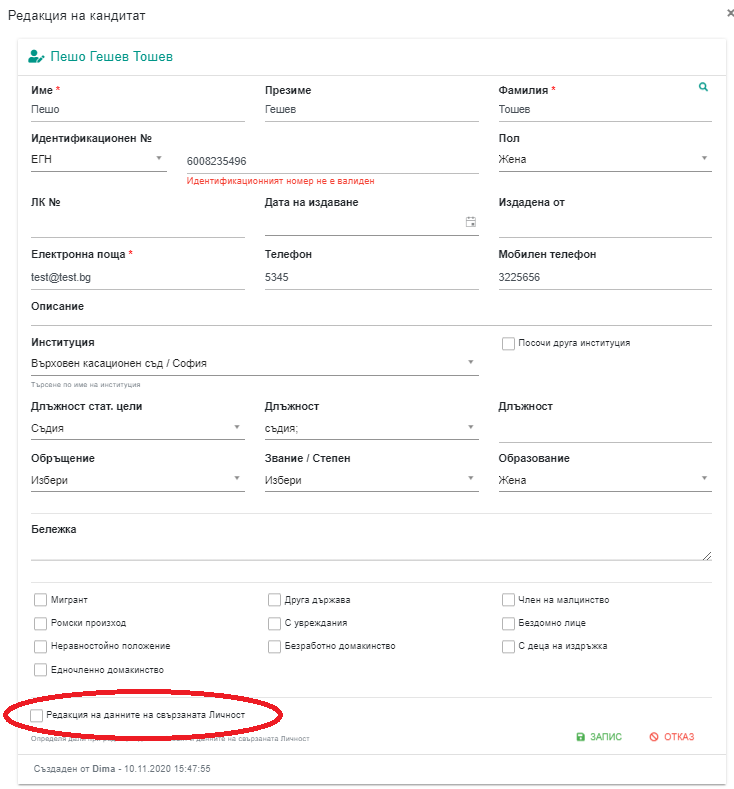 Редакция на кандитат
Пешо Гешев Тошев
Име * Презиме Фамилия *
Пешо Гешев Тошев
Идентификационен № Пол
ЕГН 6008235496 Жена
Идентификационният номер не е валиден
ЛК № Дата на издаване Издадена от
Електронна поща * Телефон Мобилен телефон
test@test.bg 5345 3225656
Описание
Институция Посочи друга институция
Върховен касационен съд / София
Търсене по име на институция
Длъжност стат. цели Длъжност Длъжност
Съдия съдия;
Обръщение Звание / Степен Образование
Избери Избери Жена
Бележка
Мигрант Друга държава Член на малцинство
Ромски произход С увреждания Бездомно лице
Неравностойно положение Безработно домакинство С деца на издръжка
Едночленно домакинство
Редакция на данните на свързаната Личност
Определя дали при данните на свързаната Личност
ЗАПИС ОТКАЗ
Създаден от Dima - 10.11.2020 15:47:55